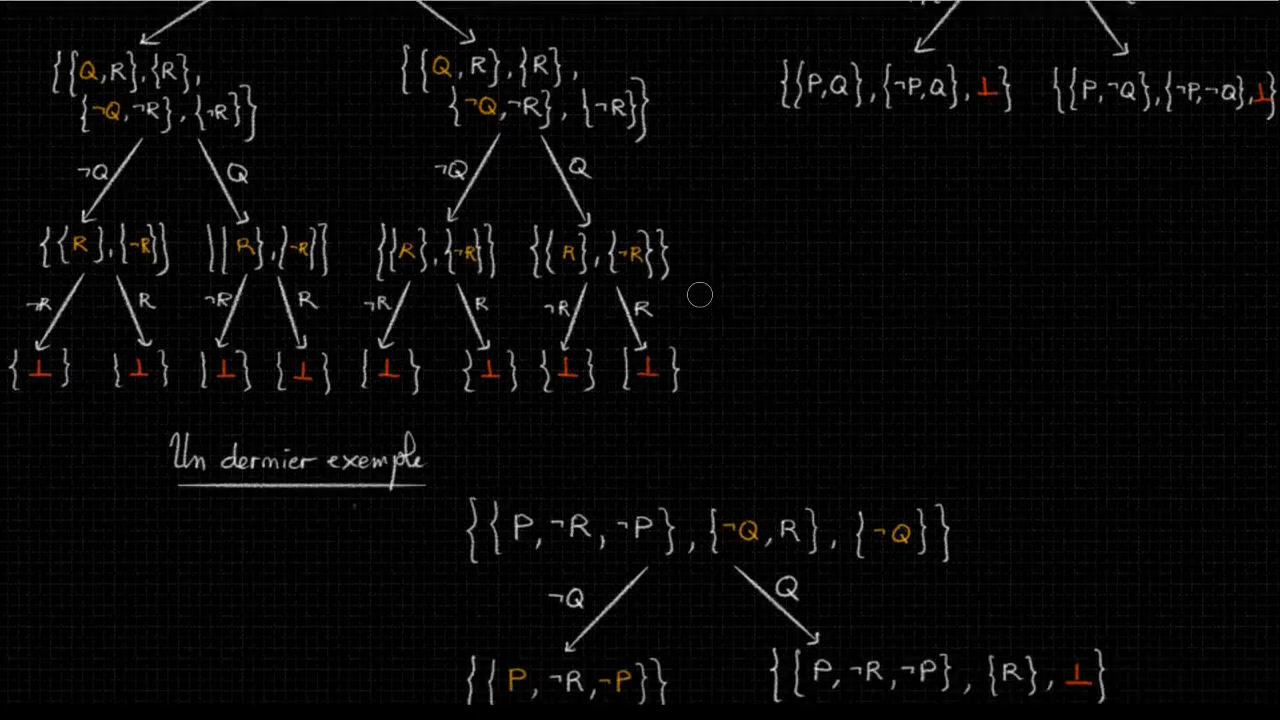 {{Q,R},{R}, {{Q,R},{R}, {{P,Q},{¬P,Q},⊥} {{P,¬Q},{¬P,¬Q},⊥}
{¬Q,¬R},{¬R}} {¬Q,¬R},{¬R}}
¬Q Q ¬Q Q
{{R},{¬R}} {{R},{¬R}} {{R},{¬R}} {{R},{¬R}}
¬R R ¬R R ¬R R ¬R R
{⊥} {⊥} {⊥} {⊥} {⊥} {⊥} {⊥} {⊥}
Un dernier exemple
{{P,¬R,¬P},{¬Q,R},{¬Q}}
¬Q Q
{{P,¬R,¬P}} {{P,¬R,¬P},{R},⊥}